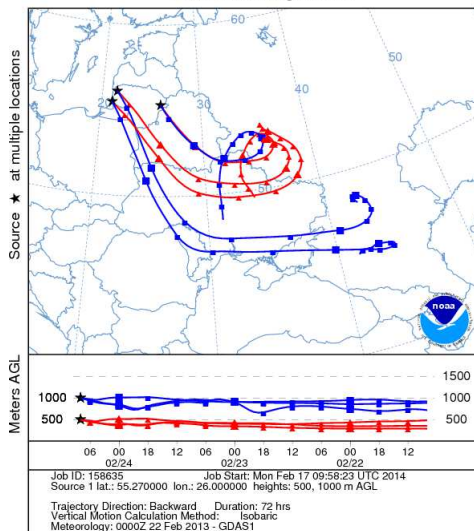 60
50
20
30
40
50
Source ★ at multiple locations
noaa
Meters AGL
1500
1000
1000
500
500
06 00 18 12 06 00 18 12 06 00 18 12
02/24 02/23 02/22
Job ID: 158635 Job Start: Mon Feb 17 09:58:23 UTC 2014
Source 1 lat.: 55.270000 lon.: 26.000000 heights: 500, 1000 m AGL
Trajectory Direction: Backward Duration: 72 hrs
Vertical Motion Calculation Method: Isobaric
Meteorology: 0000Z 22 Feb 2013 - GDAS1